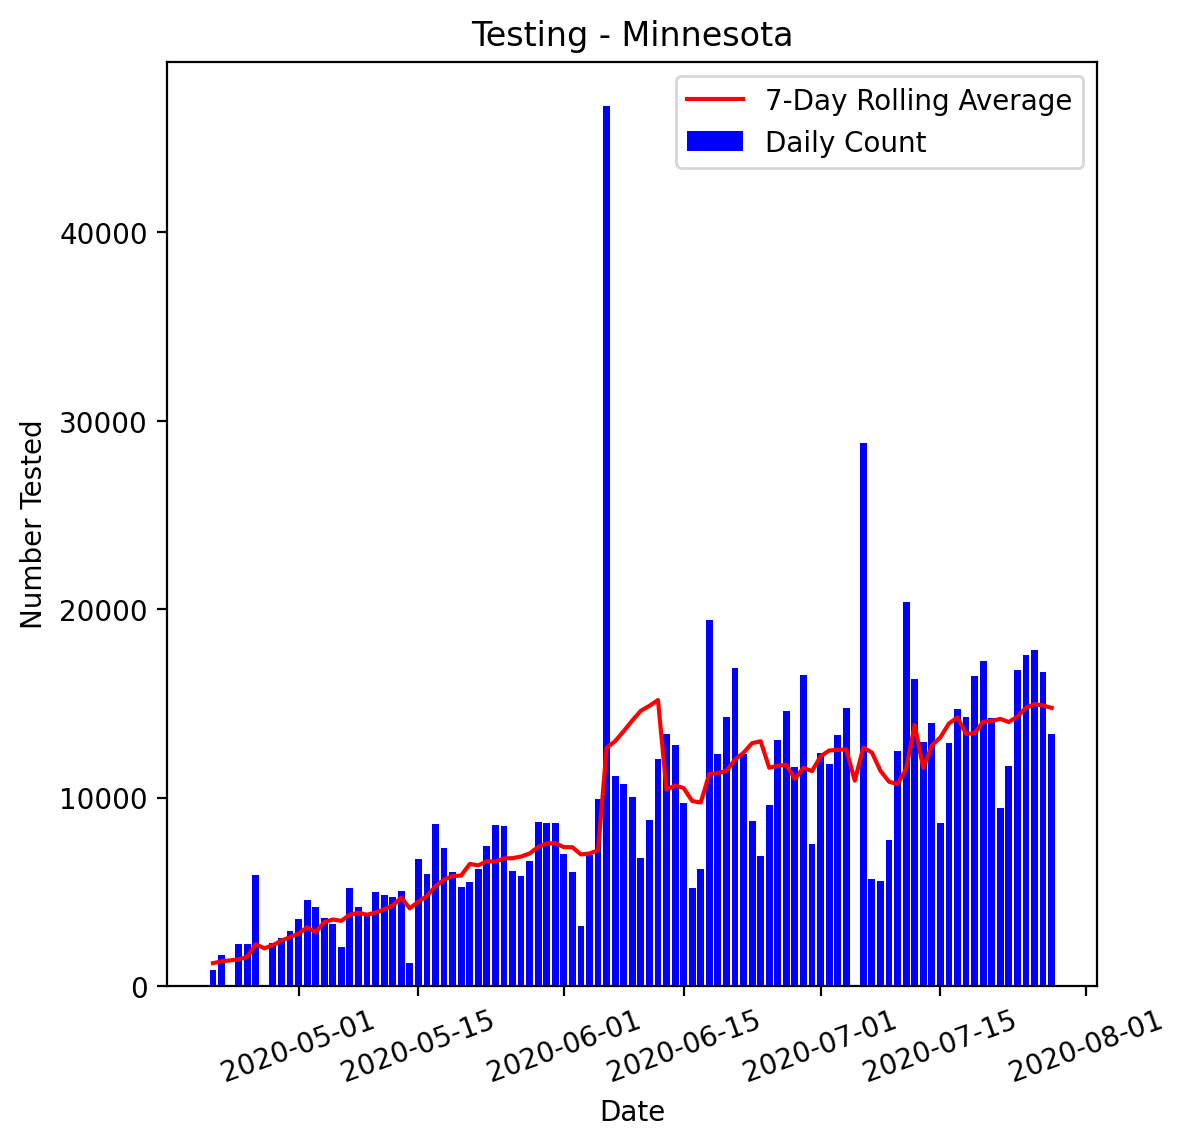 Testing - Minnesota
7-Day Rolling Average
Daily Count
40000
30000
20000
10000
0
Number Tested
2020-05-01
2020-05-15
2020-06-01
2020-06-15
2020-07-01
2020-07-15
2020-08-01
Date